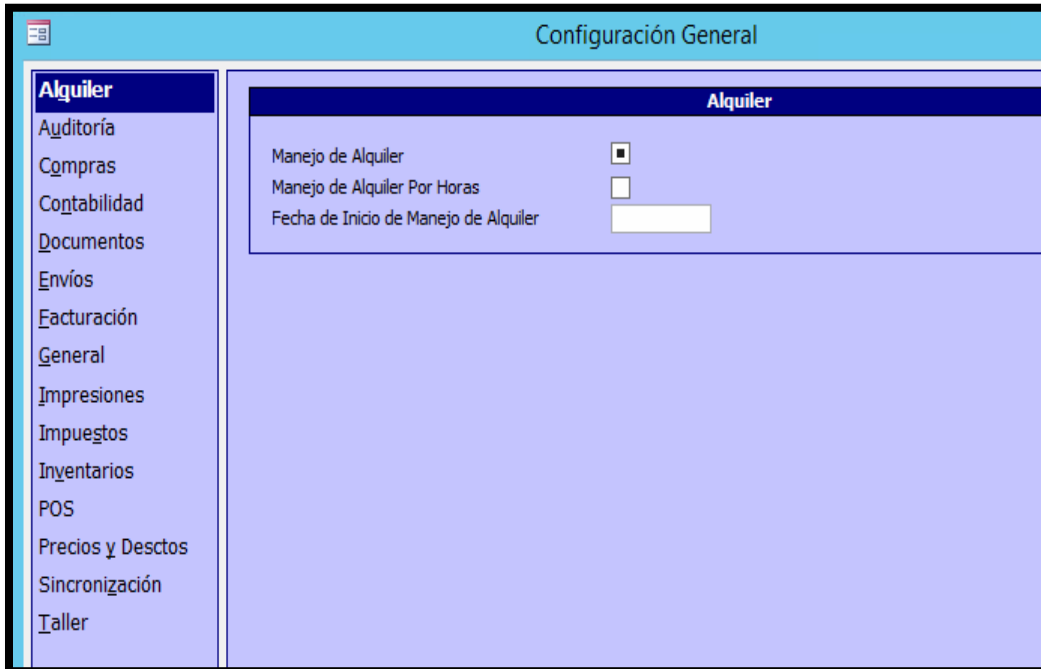 Configuración General
Alquiler
Auditoría
Compras
Contabilidad
Documentos
Envíos
Facturación
General
Impresiones
Impuestos
Inventarios
POS
Precios y Desctos
Sincronización
Taller
Alquiler
Manejo de Alquiler
Manejo de Alquiler Por Horas
Fecha de Inicio de Manejo de Alquiler